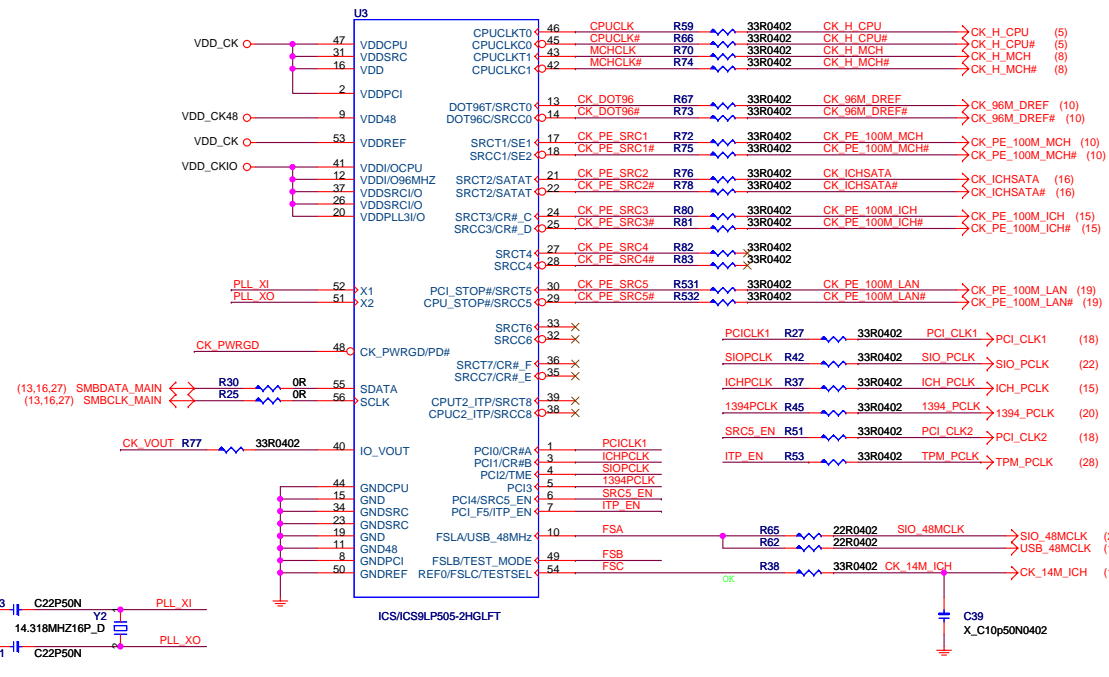 U3
VDD_CK 47 VDDCPU CPUCLKT0 46 CPUCLK R59 33R0402 CK_H_CPU CK_H_CPU (5)
31 VDDSRC CPUCLKC0 45 CPUCLK# R66 33R0402 CK_H_CPU# CK_H_CPU# (5)
16 VDD CPUCLKT1 43 MCHCLK R70 33R0402 CK_H_MCH CK_H_MCH (8)
CPUCLKC1 42 MCHCLK# R74 33R0402 CK_H_MCH# CK_H_MCH# (8)
2 VDDPCI
DOT96T/SRCT0 13 CK_DOT96 R67 33R0402 CK_96M_DREF CK_96M_DREF (10)
VDD_CK48 9 VDD48 DOT96C/SRCC0 14 CK_DOT96# R73 33R0402 CK_96M_DREF# CK_96M_DREF# (10)
VDD_CK 53 VDDREF SRCT1/SE1 17 CK_PE_SRC1 R72 33R0402 CK_PE_100M_MCH CK_PE_100M_MCH (10)
SRCC1/SE2 18 CK_PE_SRC1# R75 33R0402 CK_PE_100M_MCH# CK_PE_100M_MCH# (10)
VDD_CKIO 41 VDDI/OCPU
12 VDDI/O96MHZ SRCT2/SATAT 21 CK_PE_SRC2 R76 33R0402 CK_ICHSATA CK_ICHSATA (16)
37 VDDSRCI/O SRCT2/SATAT 22 CK_PE_SRC2# R78 33R0402 CK_ICHSATA# CK_ICHSATA# (16)
26 VDDSRCI/O
20 VDDPLL3I/O SRCT3/CR#_C 24 CK_PE_SRC3 R80 33R0402 CK_PE_100M_ICH CK_PE_100M_ICH (15)
SRCC3/CR#_D 25 CK_PE_SRC3# R81 33R0402 CK_PE_100M_ICH# CK_PE_100M_ICH# (15)
SRCT4 27 CK_PE_SRC4 R82 33R0402
SRCC4 28 CK_PE_SRC4# R83 33R0402
PLL_XI 52 X1 PCI_STOP#/SRCT5 30 CK_PE_SRC5 R531 33R0402 CK_PE_100M_LAN CK_PE_100M_LAN (19)
PLL_XO 51 X2 CPU_STOP#/SRCC5 29 CK_PE_SRC5# R532 33R0402 CK_PE_100M_LAN# CK_PE_100M_LAN# (19)
SRCT6 33
SRCC6 32 PCICLK1 R27 33R0402 PCI_CLK1 PCI_CLK1 (18)
CK_PWRGD 48 CK_PWRGD/PD#
SRCT7/CR#_F 36 SIOPCLK R42 33R0402 SIO_PCLK SIO_PCLK (22)
SRCC7/CR#_E 35
(13,16,27) SMBDATA_MAIN R30 0R 55 SDATA ICHPCLK R37 33R0402 ICH_PCLK ICH_PCLK (15)
(13,16,27) SMBCLK_MAIN R25 0R 56 SCLK CPUT2_ITP/SRCT8 39
CPUC2_ITP/SRCC8 38 1394PCLK R45 33R0402 1394_PCLK 1394_PCLK (20)
SRC5_EN R51 33R0402 PCI_CLK2 PCI_CLK2 (18)
CK_VOUT R77 33R0402 40 IO_VOUT PCI0/CR#A 1 PCICLK1
PCI1/CR#B 3 ICHPCLK ITP_EN R53 33R0402 TPM_PCLK TPM_PCLK (28)
PCI2/TME 4 SIOPCLK
44 GNDCPU PCI3 5 1394PCLK
15 GND PCI4/SRC5_EN 6 SRC5_EN
34 GNDSRC PCI_F5/ITP_EN 7 ITP_EN
23 GNDSRC
19 GND FSLA/USB_48MHz 10 FSA R65 22R0402 SIO_48MCLK SIO_48MCLK
11 GND48 R62 22R0402 USB_48MCLK
8 GNDPCI FSLB/TEST_MODE 49 FSB
50 GNDREF REF0/FSLC/TESTSEL 54 FSC R38 33R0402 CK_14M_ICH CK_14M_ICH
OK
C22P50N PLL_XI
ICS/ICS9LP505-2HGLFT
Y2
14.318MHZ16P_D
C39
X_C10p50N0402
PLL_XO
C22P50N